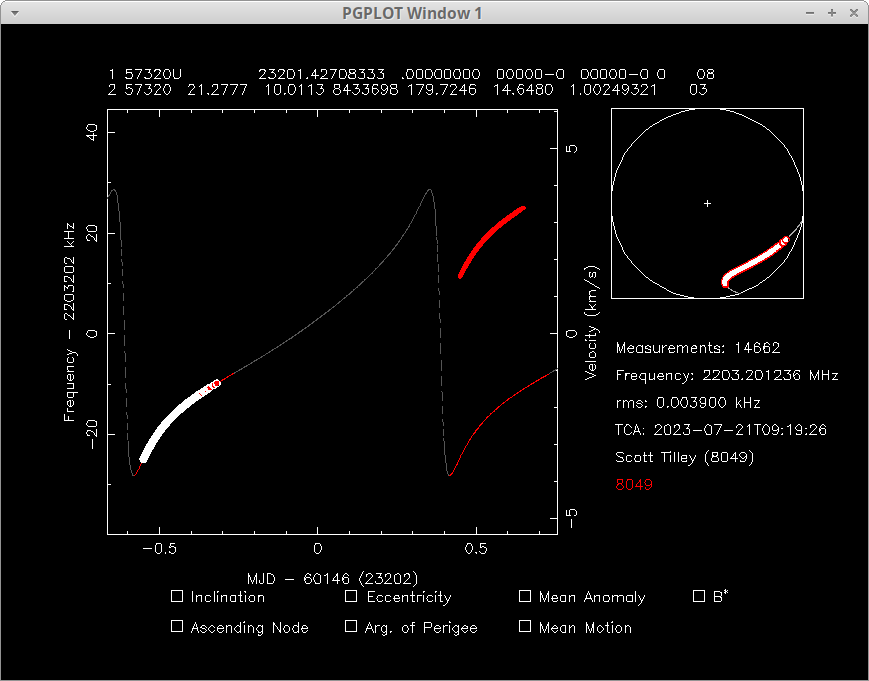 PGPLOT Window 1
1 57320U 23201.42708333 .00000000 00000-0 00000-0 0 08
2 57320 21.2777 10.0113 8433698 179.7246 14.6480 1.00249321 03
40
20
0
-20
Frequency - 2203202 kHz
5
0
-5
Velocity (km/s)
-0.5 0 0.5
MJD - 60146 (23202)
Measurements: 14662
Frequency: 2203.201236 MHz
rms: 0.003900 kHz
TCA: 2023-07-21T09:19:26
Scott Tilley (8049)
8049
Inclination Eccentricity Mean Anomaly B*
Ascending Node Arg. of Perigee Mean Motion